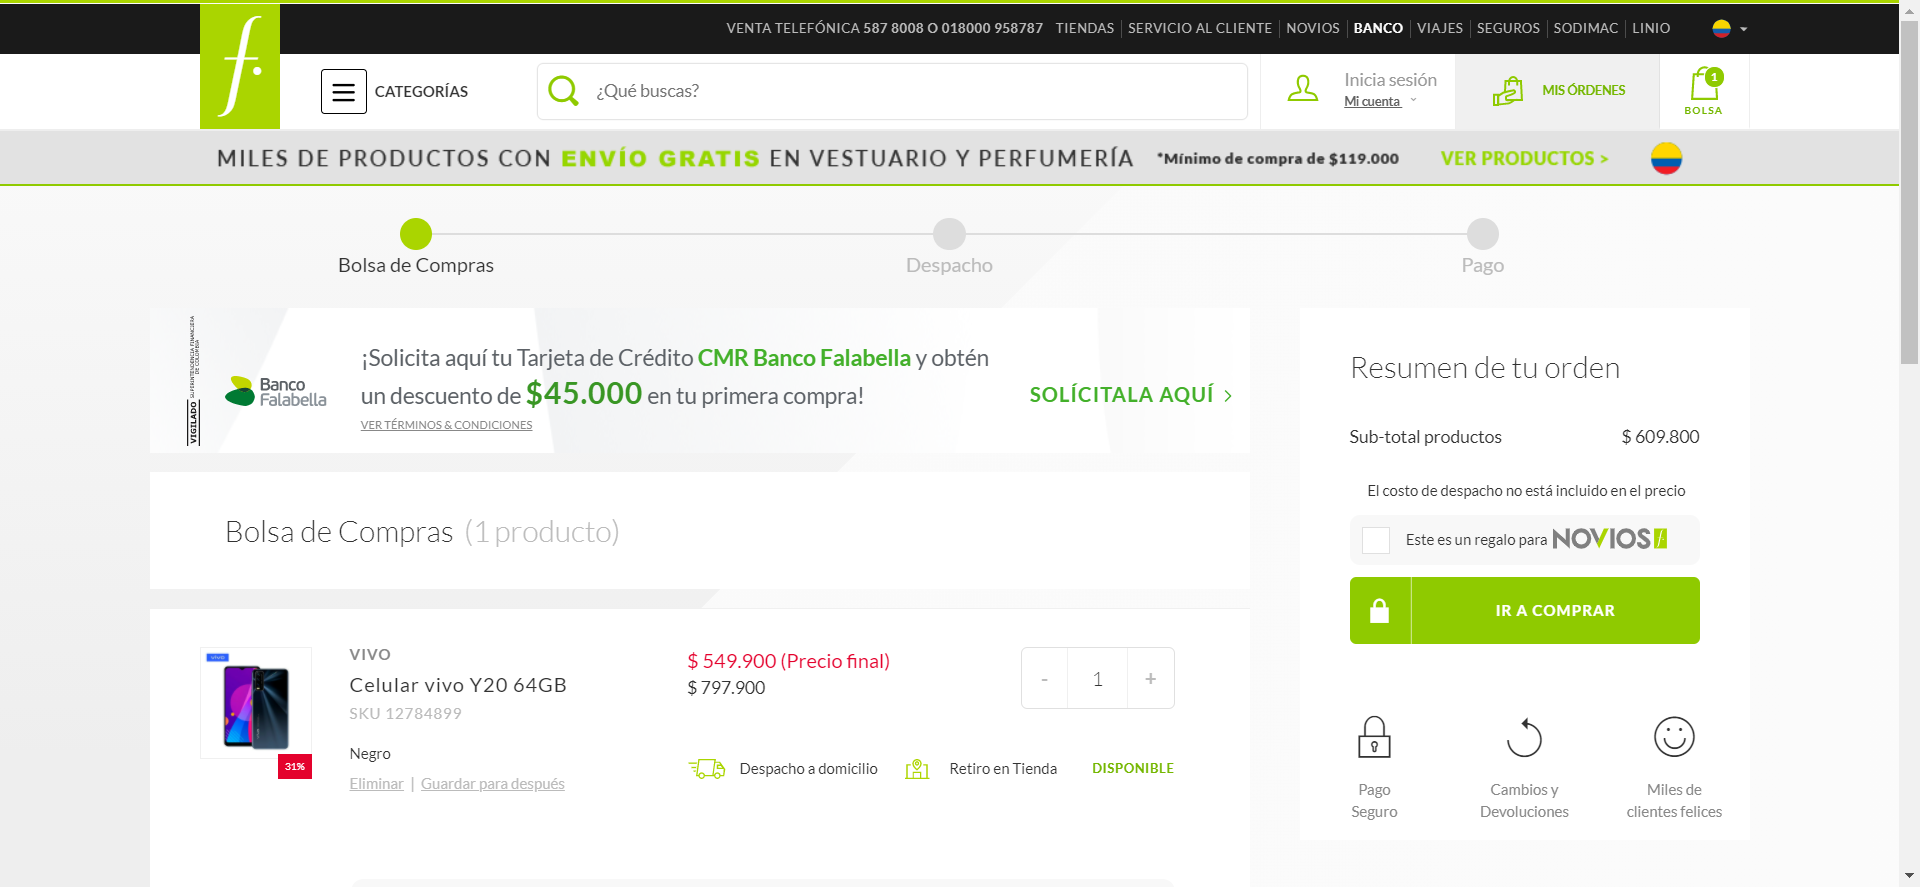 VENTA TELEFÓNICA 587 8008 O 018000 958787 TIENDAS SERVICIO AL CLIENTE NOVIOS BANCO VIAJES SEGUROS SODIMAC LINIO
f.
CATEGORÍAS
¿Qué buscas?
Inicia sesión
Mi cuenta
MIS ÓRDENES
1
BOLSA
MILES DE PRODUCTOS CON ENVÍO GRATIS EN VESTUARIO Y PERFUMERÍA *Mínimo de compra de $119.000 VER PRODUCTOS >
Bolsa de Compras
Despacho
Pago
VIGILADO SUPERINTENDENCIA FINANCIERA
DE COLOMBIA
Banco
Falabella
¡Solicita aquí tu Tarjeta de Crédito CMR Banco Falabella y obtén
un descuento de $45.000 en tu primera compra!
VER TÉRMINOS & CONDICIONES
SOLÍCITALA AQUÍ >
Bolsa de Compras (1 producto)
vivo
31%
VIVO
Celular vivo Y20 64GB
SKU 12784899
Negro
Eliminar | Guardar para después
$ 549.900 (Precio final)
$ 797.900
- 1 +
Despacho a domicilio
Retiro en Tienda
DISPONIBLE
Resumen de tu orden
Sub-total productos $ 609.800
El costo de despacho no está incluido en el precio
Este es un regalo para NOVIOS f.
IR A COMPRAR
Pago
Seguro
Cambios y
Devoluciones
Miles de
clientes felices